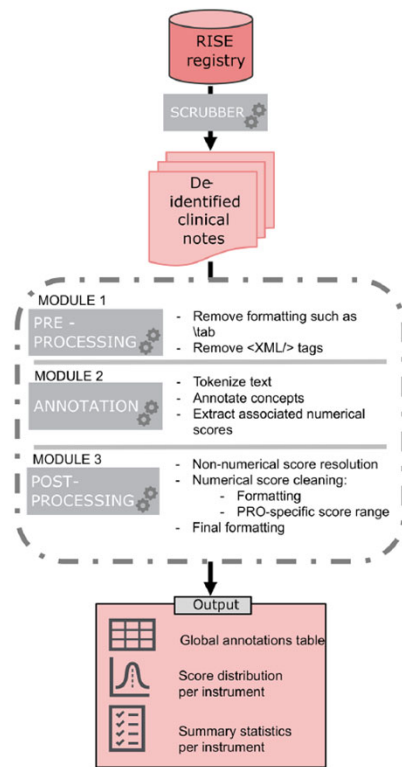 RISE
registry
SCRUBBER
De-
identified
clinical
notes
MODULE 1
PRE -
PROCESSING
- Remove formatting such as
\tab
- Remove <XML/> tags
MODULE 2
ANNOTATION
- Tokenize text
- Annotate concepts
- Extract associated numerical
scores
MODULE 3
POST-
PROCESSING
- Non-numerical score resolution
- Numerical score cleaning:
- Formatting
- PRO-specific score range
- Final formatting
Output
Global annotations table
Score distribution
per instrument
Summary statistics
per instrument